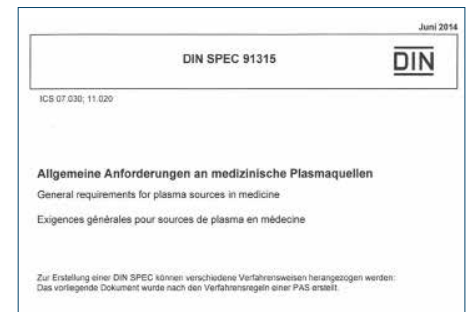 Juni 2014
DIN SPEC 91315
DIN
ICS 07.030; 11.020
Allgemeine Anforderungen an medizinische Plasmaquellen
General requirements for plasma sources in medicine
Exigences générales pour sources de plasma en médecine
Zur Erstellung einer DIN SPEC können verschiedene Verfahrensweisen herangezogen werden:
Das vorliegende Dokument wurde nach den Verfahrensregeln einer PAS erstellt.